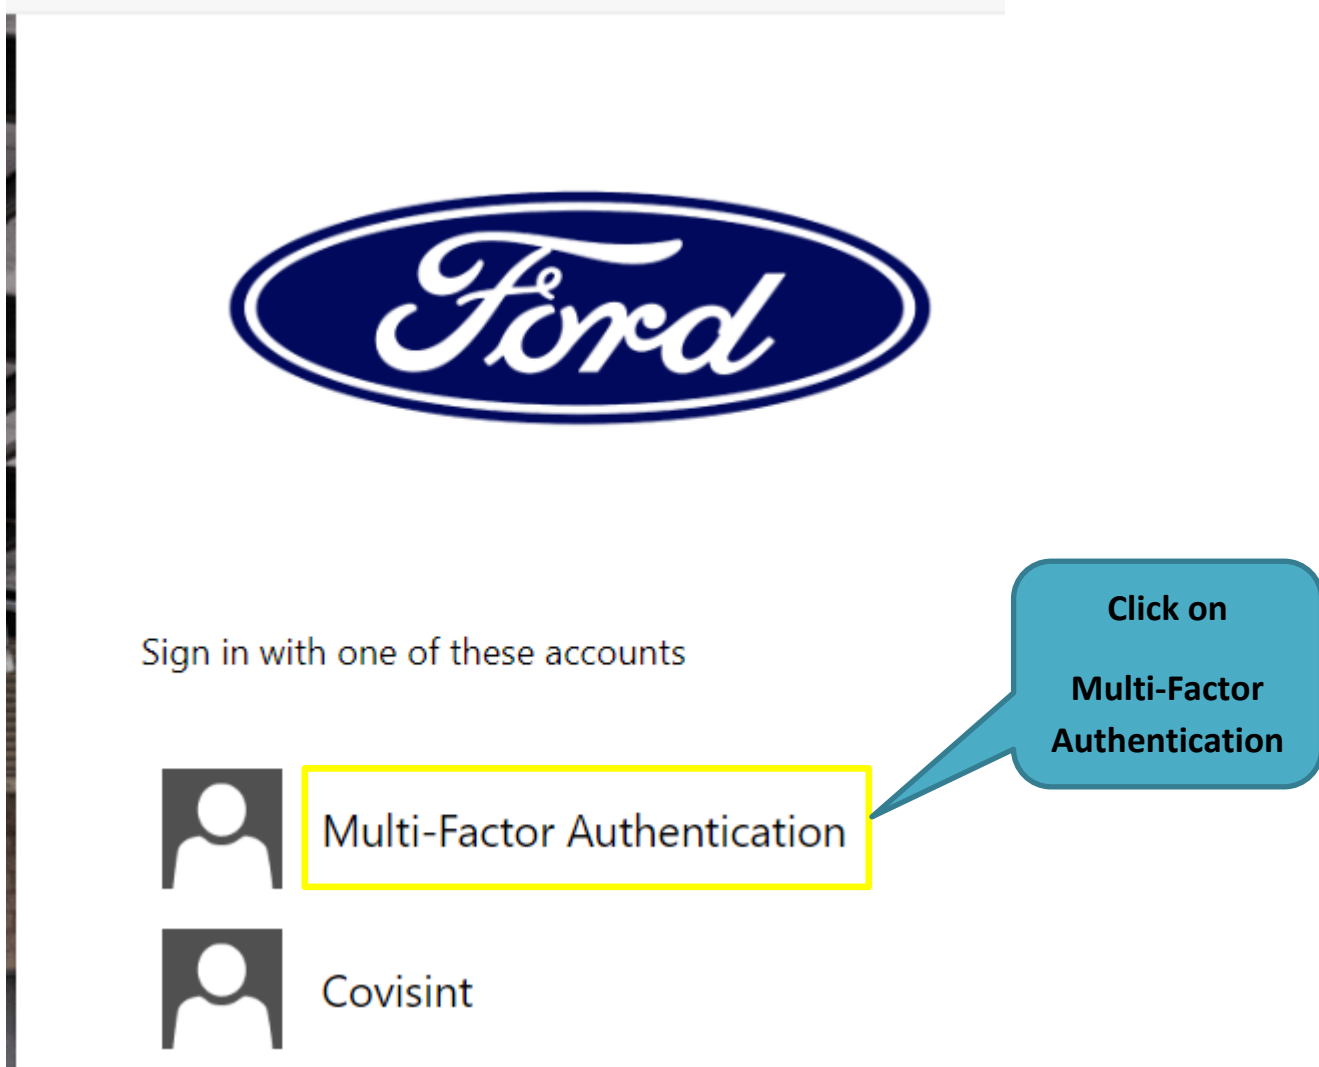 Ford
Sign in with one of these accounts
Click on
Multi-Factor
Authentication
Multi-Factor Authentication
Covisint